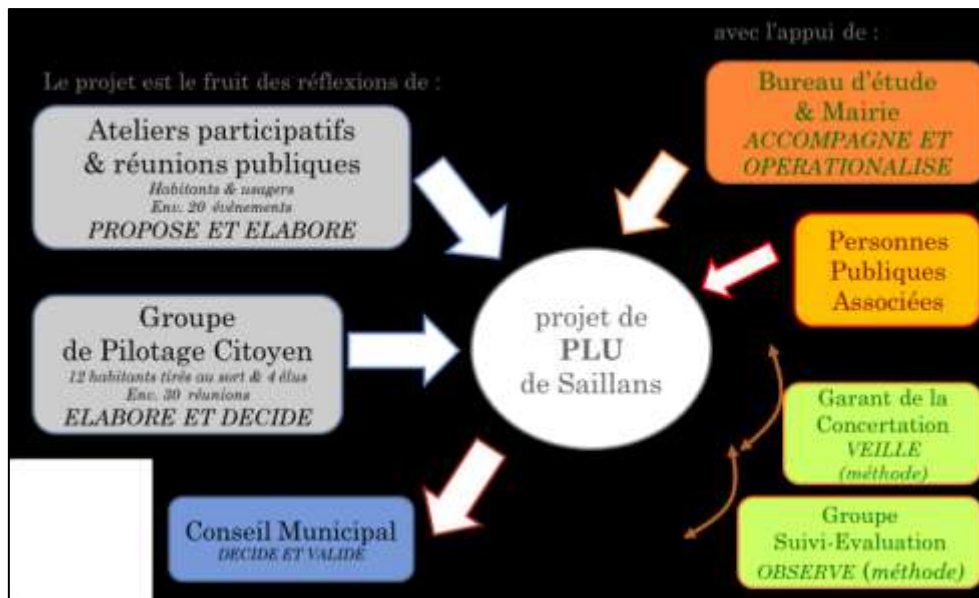 avec l'appui de :
Le projet est le fruit des réflexions de :
Ateliers participatifs
& réunions publiques
Habitants & usagers
Env. 20 événements
PROPOSE ET ELABORE
Bureau d'étude
& Mairie
ACCOMPAGNE ET
OPERATIONALISE
Personnes
Publiques
Associées
Groupe
de Pilotage Citoyen
12 habitants tirés au sort & 4 élus
Env. 30 réunions
ELABORE ET DECIDE
projet de
PLU
de Saillans
Garant de la
Concertation
VEILLE
(méthode)
Conseil Municipal
DECIDE ET VALIDE
Groupe
Suivi-Evaluation
OBSERVE (méthode)